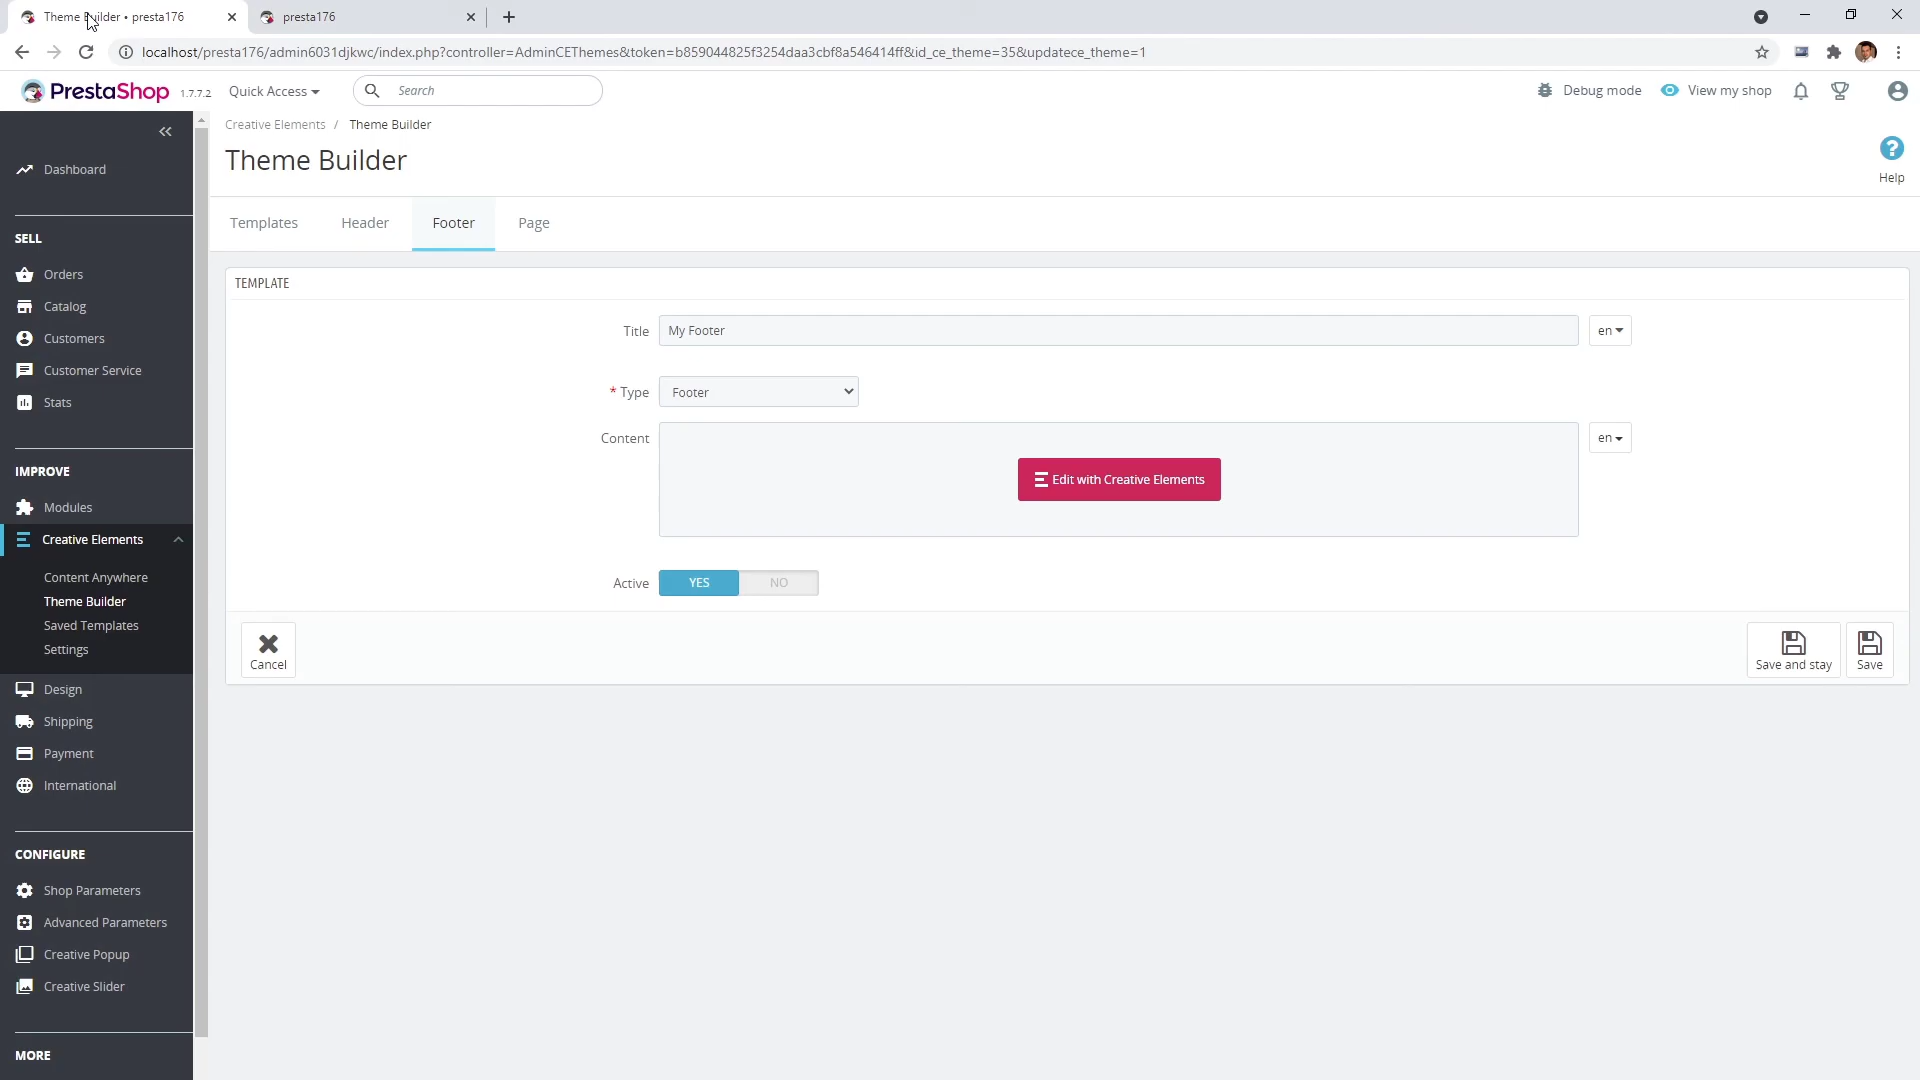 Theme Builder • presta176
presta176
localhost/presta176/admin6031djkwc/index.php?controller=AdminCEThemes&token=b859044825f3254daa3cbf8a546414ff&id_ce_theme=35&updatece_theme=1
PrestaShop 1.7.7.2
Quick Access
Search
Debug mode
View my shop
Creative Elements / Theme Builder
Theme Builder
Help
Templates
Header
Footer
Page
Dashboard
SELL
Orders
Catalog
Customers
Customer Service
Stats
IMPROVE
Modules
Creative Elements
Content Anywhere
Theme Builder
Saved Templates
Settings
Design
Shipping
Payment
International
CONFIGURE
Shop Parameters
Advanced Parameters
Creative Popup
Creative Slider
MORE
TEMPLATE
Title
My Footer
en
* Type
Footer
Content
Edit with Creative Elements
en
Active
YES
NO
Cancel
Save and stay
Save